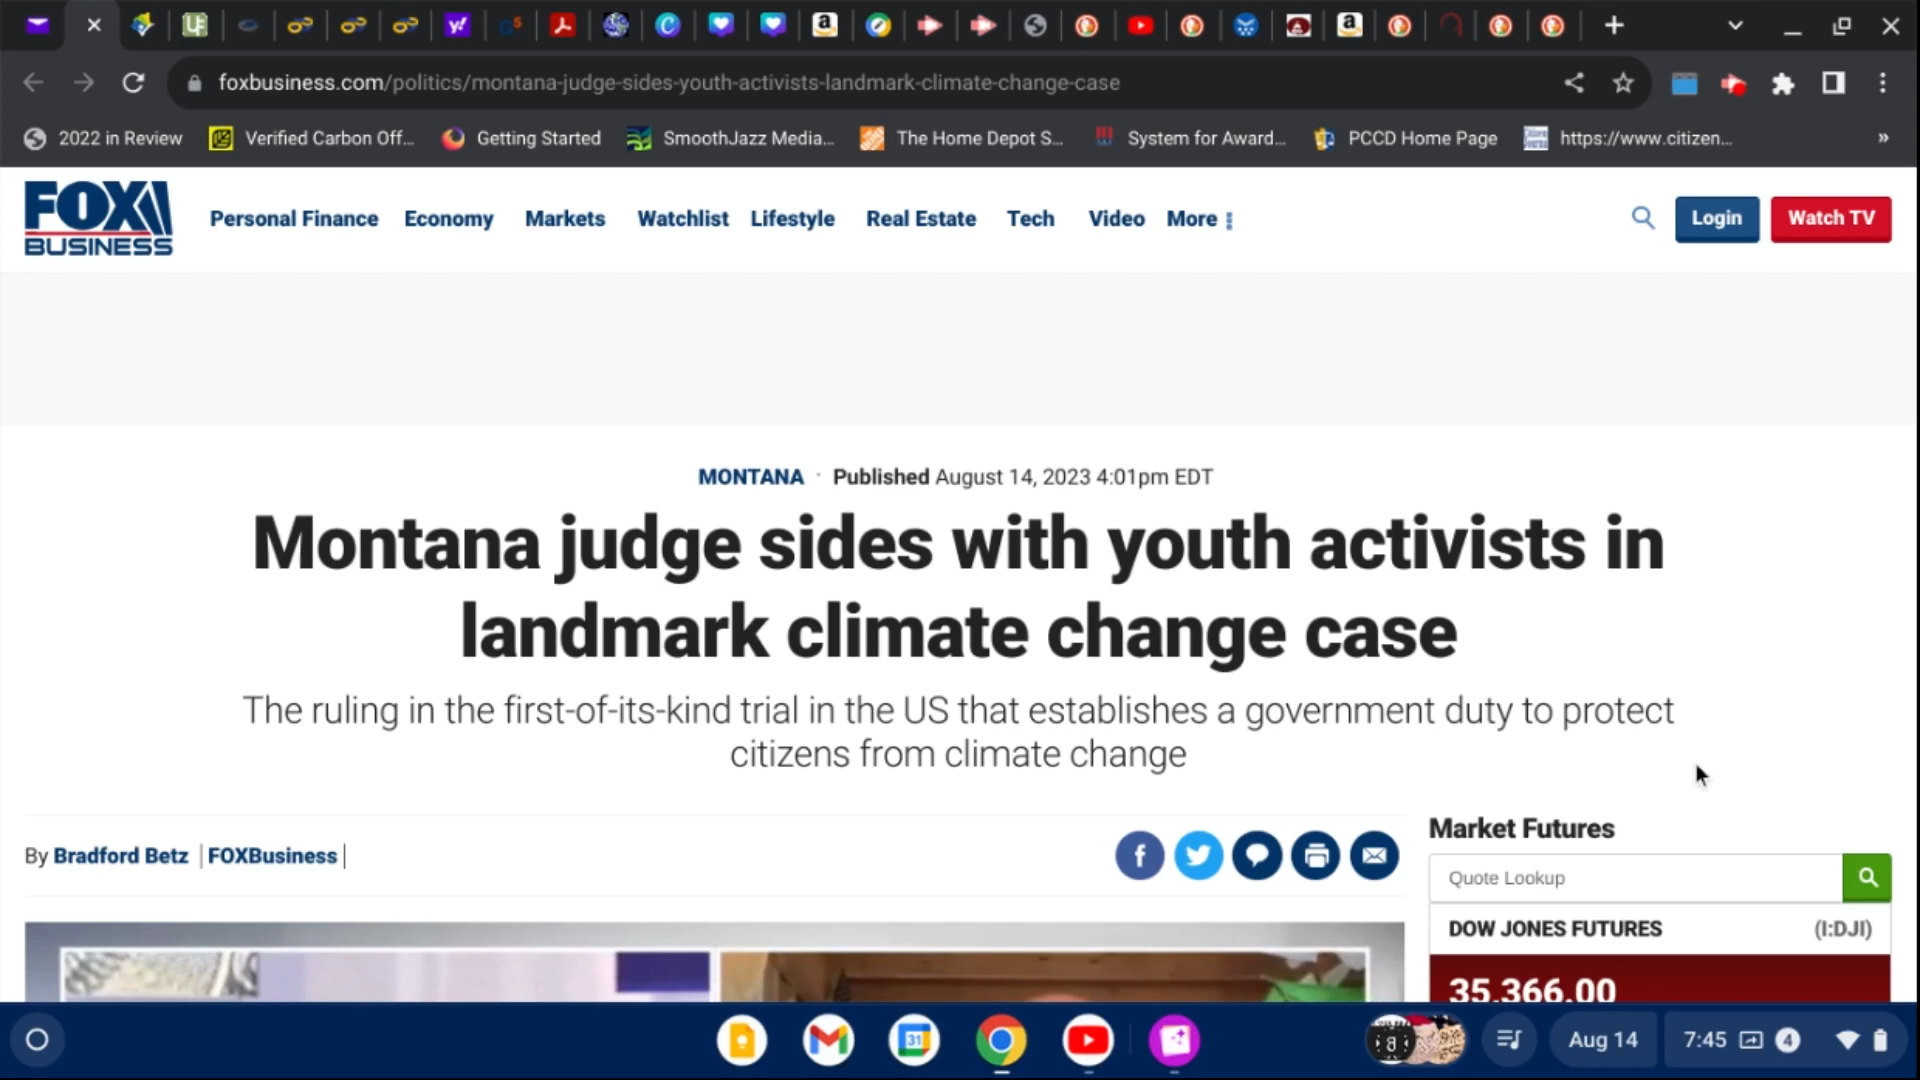 foxbusiness.com/politics/montana-judge-sides-youth-activists-landmark-climate-change-case
2022 in Review
Verified Carbon Off...
Getting Started
SmoothJazz Media...
The Home Depot S...
System for Award...
PCCD Home Page
https://www.citizen...
»
FOX
BUSINESS
Personal Finance
Economy
Markets
Watchlist
Lifestyle
Real Estate
Tech
Video
More
Login
Watch TV
MONTANA · Published August 14, 2023 4:01pm EDT
Montana judge sides with youth activists in
landmark climate change case
The ruling in the first-of-its-kind trial in the US that establishes a government duty to protect
citizens from climate change
By Bradford Betz | FOXBusiness |
Market Futures
Quote Lookup
DOW JONES FUTURES (I:DJI)
35,366.00
31
Aug 14
7:45
4